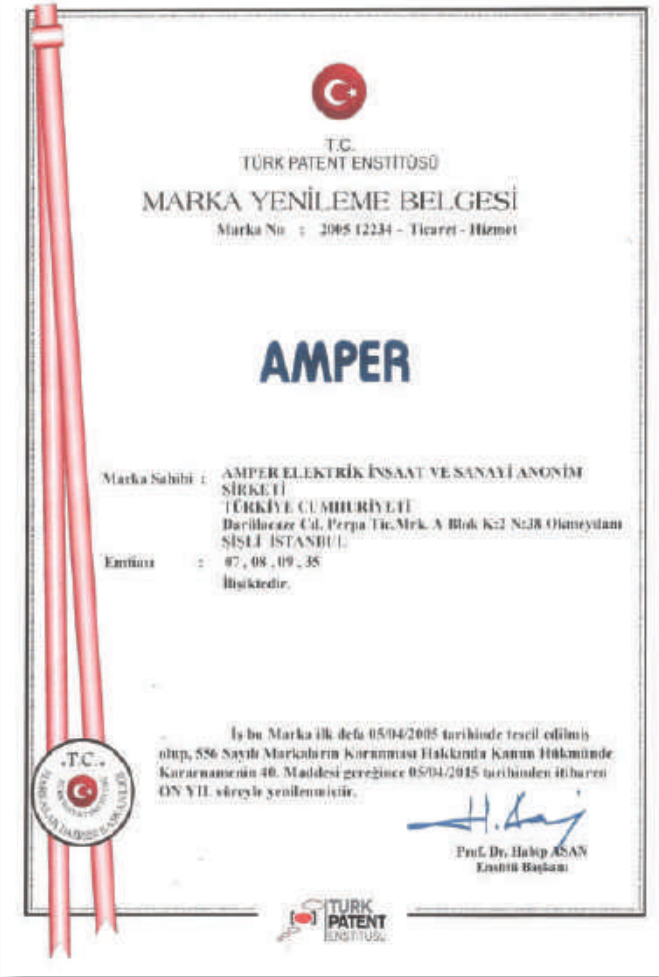 T.C.
TÜRK PATENT ENSTİTÜSÜ
MARKA YENİLEME BELGESİ
Marka No : 2005 12234 - Ticaret - Hizmet
AMPER
Marka Sahibi : AMPER ELEKTRİK İNŞAAT VE SANAYİ ANONİM
ŞİRKETİ
TÜRKİYE CUMHURİYETİ
Darülaceze Cd. Perpa Tic.Mrk. A Blok K:2 N:38 Okmeydanı
ŞİŞLİ İSTANBUL
Emtiası : 07 , 08 , 09 , 35
İlişiktedir.
İş bu Marka ilk defa 05/04/2005 tarihinde tescil edilmiş
olup, 556 Sayılı Markaların Korunması Hakkında Kanun Hükmünde
Kararnamenin 40. Maddesi gereğince 05/04/2015 tarihinden itibaren
ON YIL süreyle yenilenmiştir.
Prof. Dr. Habip ASAN
Enstitü Başkanı
T.C.
MARKALAR DAİRESİ BAŞKANLIĞI
TÜRK
PATENT
ENSTİTÜSÜ